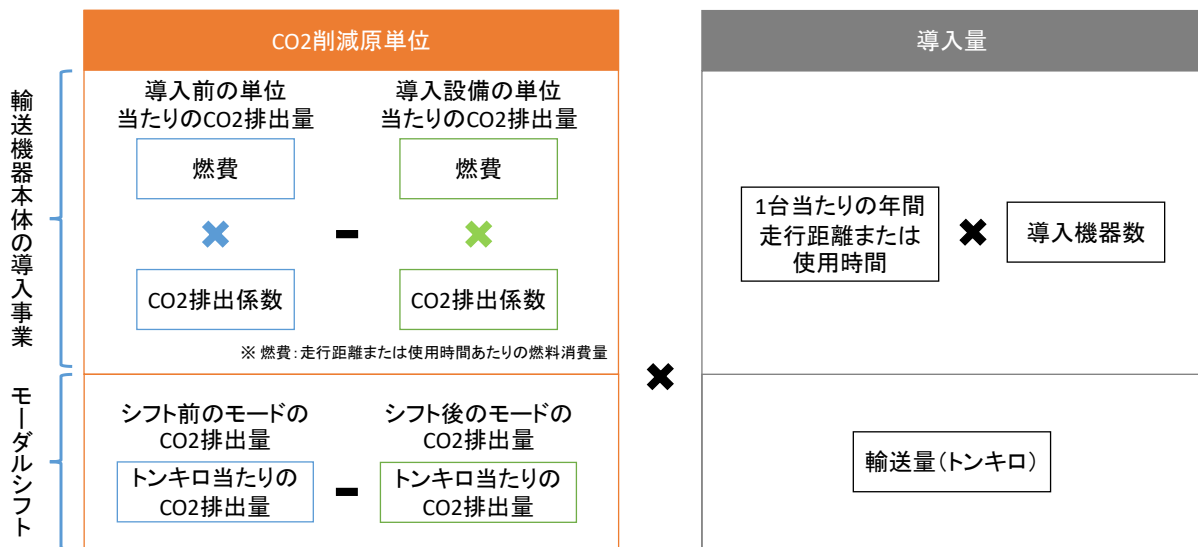 CO2削減原単位
導入量
輸送機器本体の導入事業
導入前の単位
当たりのCO2排出量
燃費
×
CO2排出係数
-
導入設備の単位
当たりのCO2排出量
燃費
×
CO2排出係数
※ 燃費：走行距離または使用時間あたりの燃料消費量
×
1台当たりの年間
走行距離または
使用時間
×
導入機器数
モーダルシフト
シフト前のモードの
CO2排出量
トンキロ当たりの
CO2排出量
-
シフト後のモードの
CO2排出量
トンキロ当たりの
CO2排出量
輸送量（トンキロ）